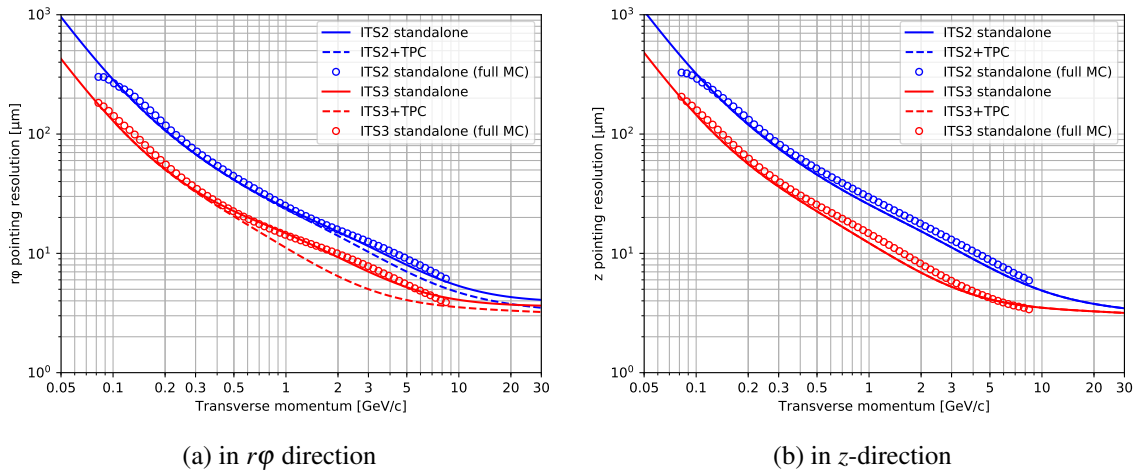 10³
10²
10¹
10⁰
rφ pointing resolution [μm]
ITS2 standalone
ITS2+TPC
ITS2 standalone (full MC)
ITS3 standalone
ITS3+TPC
ITS3 standalone (full MC)
0.05 0.1 0.2 0.3 0.5 1 2 3 5 10 20 30
Transverse momentum [GeV/c]
(a) in rφ direction
10³
10²
10¹
10⁰
z pointing resolution [μm]
ITS2 standalone
ITS2+TPC
ITS2 standalone (full MC)
ITS3 standalone
ITS3+TPC
ITS3 standalone (full MC)
0.05 0.1 0.2 0.3 0.5 1 2 3 5 10 20 30
Transverse momentum [GeV/c]
(b) in z-direction